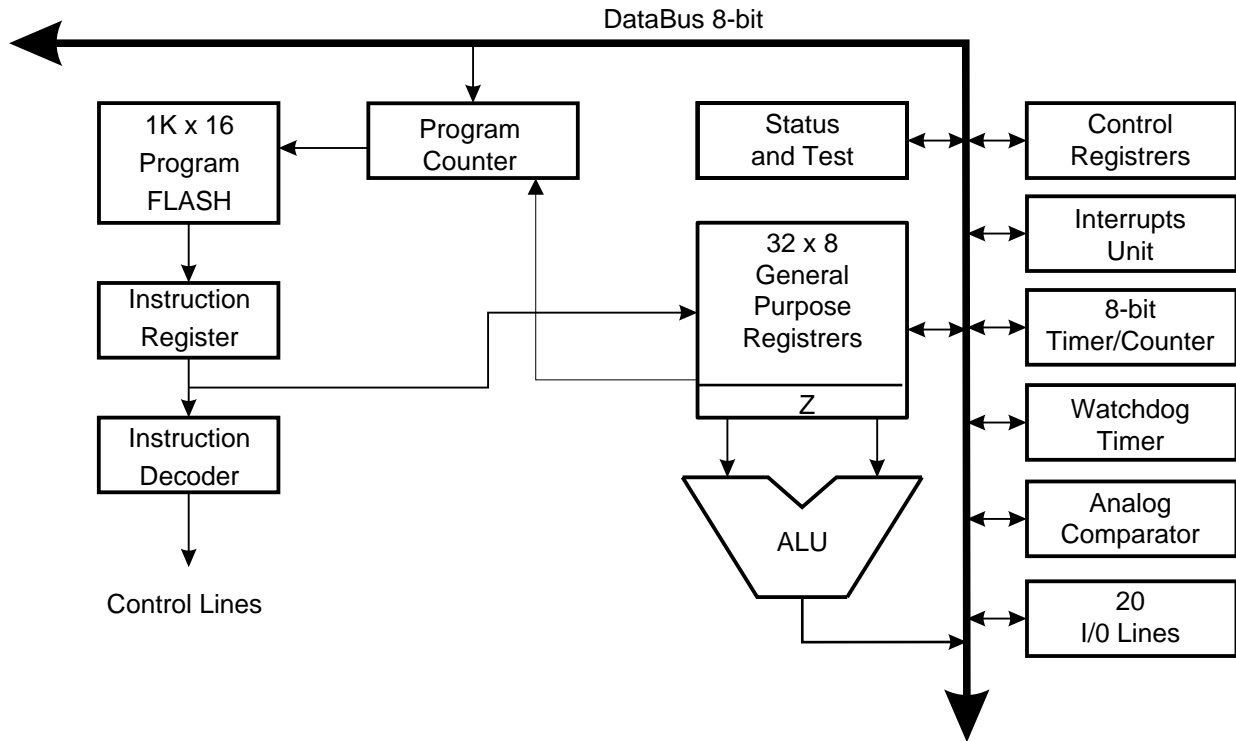 DataBus 8-bit
1K x 16
Program
FLASH
Program
Counter
Status
and Test
Control
Registrers
Interrupts
Unit
32 x 8
General
Purpose
Registrers
Z
Instruction
Register
8-bit
Timer/Counter
Instruction
Decoder
Watchdog
Timer
ALU
Analog
Comparator
Control Lines
20
I/0 Lines